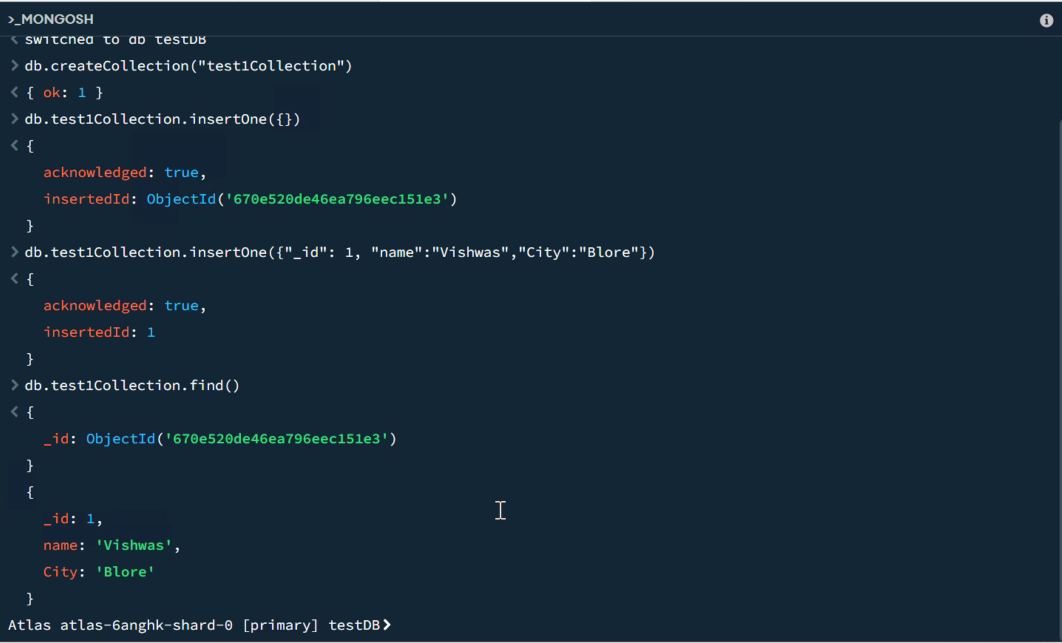 >_MONGOSH
< switched to db testDB
> db.createCollection("test1Collection")
< { ok: 1 }
> db.test1Collection.insertOne({})
< {
acknowledged: true,
insertedId: ObjectId('670e520de46ea796eec151e3')
}
> db.test1Collection.insertOne({"_id": 1, "name":"Vishwas","City":"Blore"})
< {
acknowledged: true,
insertedId: 1
}
> db.test1Collection.find()
< {
_id: ObjectId('670e520de46ea796eec151e3')
}
{
_id: 1,
name: 'Vishwas',
City: 'Blore'
}
Atlas atlas-6anghk-shard-0 [primary] testDB>